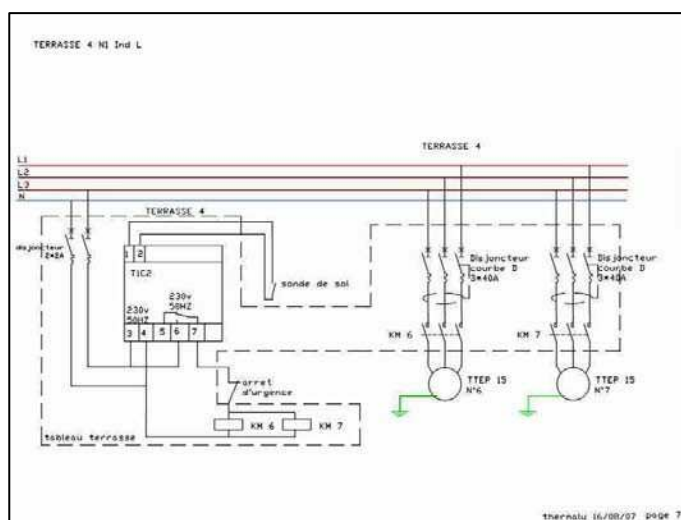 TERRASSE 4 N1 Ind L
TERRASSE 4
L1
L2
L3
N
TERRASSE 4
disjoncteur
2*2A
1 2
TIC2
sonde de sol
230v
50HZ
230v
50HZ
3 4 5 6 7
Disjoncteur
courbe D
3*40A
Disjoncteur
courbe D
3*40A
KM 6
KM 7
TTEP 15
N°6
TTEP 15
N°7
arret
d'urgence
KM 6
KM 7
tableau terrasse
thermalu 16/08/07 page 7